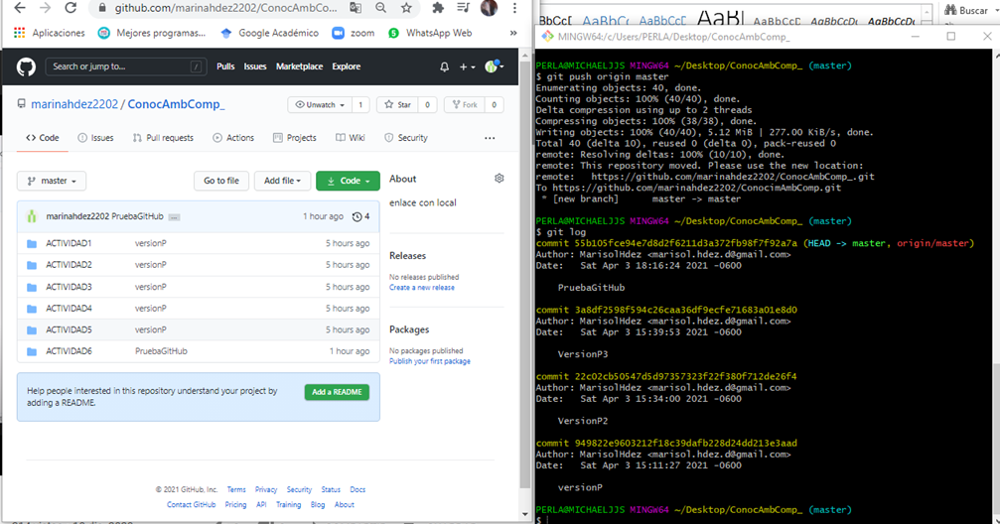 github.com/marinahdez2202/ConocAmbCo...
Aplicaciones Mejores programas... Google Académico zoom WhatsApp Web »
Search or jump to... / Pulls Issues Marketplace Explore
marinahdez2202 / ConocAmbComp_
Unwatch 1 Star 0 Fork 0
<> Code Issues Pull requests Actions Projects Wiki Security ...
master Go to file Add file Code
marinahdez2202 PruebaGitHub ... 1 hour ago 4
ACTIVIDAD1 versionP 5 hours ago
ACTIVIDAD2 versionP 5 hours ago
ACTIVIDAD3 versionP 5 hours ago
ACTIVIDAD4 versionP 5 hours ago
ACTIVIDAD5 versionP 5 hours ago
ACTIVIDAD6 PruebaGitHub 1 hour ago
Help people interested in this repository understand your project by
adding a README.
Add a README
About
enlace con local
Releases
No releases published
Create a new release
Packages
No packages published
Publish your first package
© 2021 GitHub, Inc. Terms Privacy Security Status Docs
Contact GitHub Pricing API Training Blog About
AaBbCcDc AaBbCcDc
Buscar
MINGW64:/c/Users/PERLA/Desktop/ConocAmbComp_
PERLA@MICHAELJJS MINGW64 ~/Desktop/ConocAmbComp_ (master)
$ git push origin master
Enumerating objects: 40, done.
Counting objects: 100% (40/40), done.
Delta compression using up to 2 threads
Compressing objects: 100% (38/38), done.
Writing objects: 100% (40/40), 5.12 MiB | 277.00 KiB/s, done.
Total 40 (delta 10), reused 0 (delta 0), pack-reused 0
remote: Resolving deltas: 100% (10/10), done.
remote: This repository moved. Please use the new location:
remote:   https://github.com/marinahdez2202/ConocAmbComp_.git
To https://github.com/marinahdez2202/ConocimAmbComp.git
 * [new branch]      master -> master
PERLA@MICHAELJJS MINGW64 ~/Desktop/ConocAmbComp_ (master)
$ git log
commit 55b105fce94e7d8d2f6211d3a372fb98f7f92a7a (HEAD -> master, origin/master)
Author: MarisolHdez <marisol.hdez.d@gmail.com>
Date:   Sat Apr 3 18:16:24 2021 -0600
PruebaGitHub
commit 3a8df2598f594c26caa36df9ecfe71683a01e8d0
Author: MarisolHdez <marisol.hdez.d@gmail.com>
Date:   Sat Apr 3 15:39:53 2021 -0600
VersionP3
commit 22c02cb50547d5d97357323f22f380f712de26f4
Author: MarisolHdez <marisol.hdez.d@gmail.com>
Date:   Sat Apr 3 15:34:00 2021 -0600
VersionP2
commit 949822e9603212f18c39dafb228d24dd213e3aad
Author: MarisolHdez <marisol.hdez.d@gmail.com>
Date:   Sat Apr 3 15:11:27 2021 -0600
versionP
PERLA@MICHAELJJS MINGW64 ~/Desktop/ConocAmbComp_ (master)
$